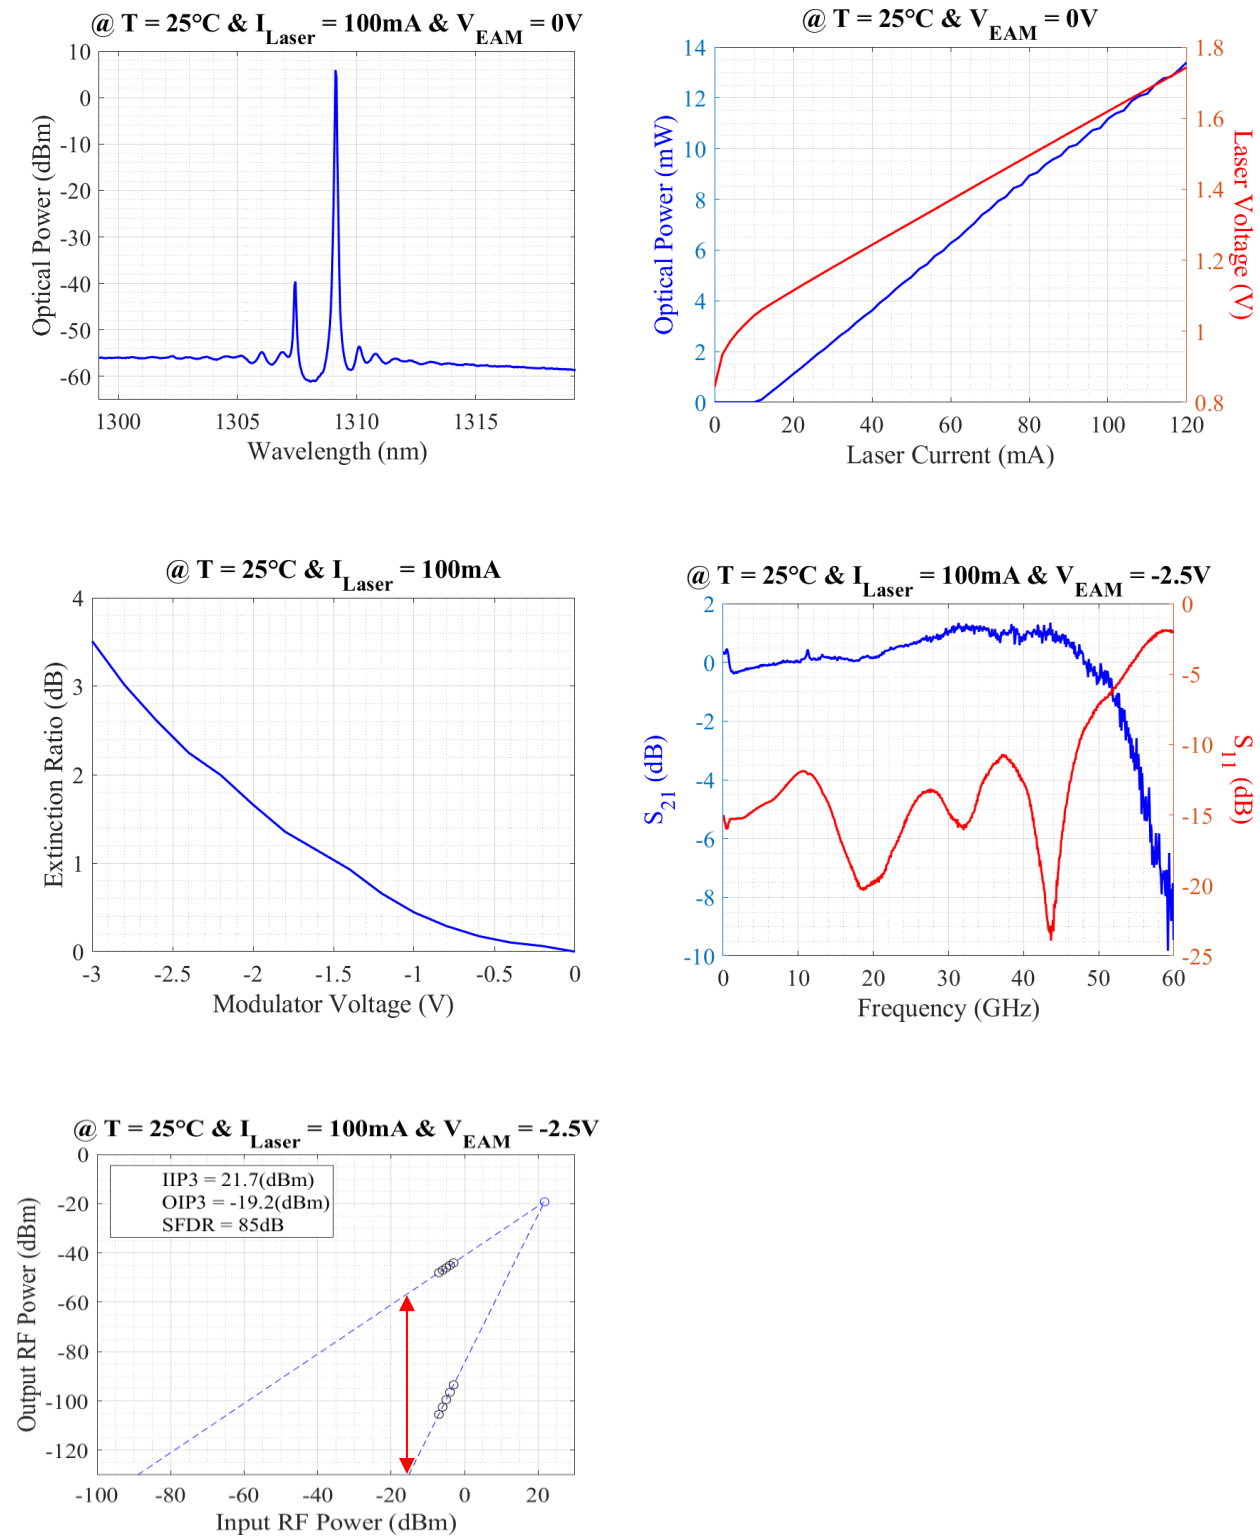 @ T = 25°C & I_Laser = 100mA & V_EAM = 0V
10
0
-10
-20
-30
-40
-50
-60
Optical Power (dBm)
1300 1305 1310 1315
Wavelength (nm)
@ T = 25°C & V_EAM = 0V
14
12
10
8
6
4
2
0
Optical Power (mW)
1.8
1.6
1.4
1.2
1
0.8
Laser Voltage (V)
0 20 40 60 80 100 120
Laser Current (mA)
@ T = 25°C & I_Laser = 100mA
4
3
2
1
0
Extinction Ratio (dB)
-3 -2.5 -2 -1.5 -1 -0.5 0
Modulator Voltage (V)
@ T = 25°C & I_Laser = 100mA & V_EAM = -2.5V
2
0
-2
-4
-6
-8
-10
S_21 (dB)
0
-5
-10
-15
-20
-25
S_11 (dB)
0 10 20 30 40 50 60
Frequency (GHz)
@ T = 25°C & I_Laser = 100mA & V_EAM = -2.5V
IIP3 = 21.7(dBm)
OIP3 = -19.2(dBm)
SFDR = 85dB
0
-20
-40
-60
-80
-100
-120
Output RF Power (dBm)
-100 -80 -60 -40 -20 0 20
Input RF Power (dBm)